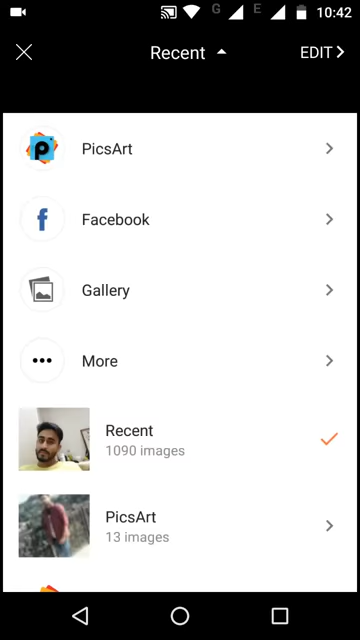 G E 10:42
Recent EDIT
PicsArt
Facebook
Gallery
More
Recent
1090 images
PicsArt
13 images